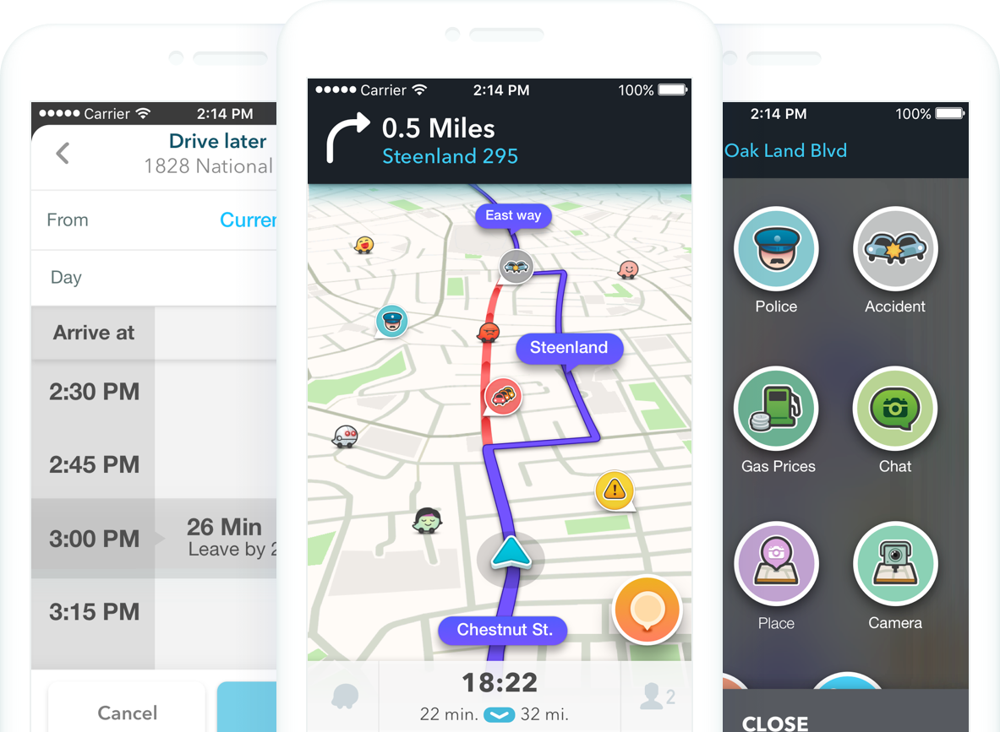 Carrier 2:14 PM
Drive later
1828 National
From Curren
Day
Arrive at
2:30 PM
2:45 PM
3:00 PM
26 Min
Leave by 2
3:15 PM
Cancel
Carrier 2:14 PM 100%
0.5 Miles
Steenland 295
East way
Steenland
Chestnut St.
18:22
22 min. 32 mi.
2
2:14 PM 100%
Oak Land Blvd
Police Accident
Gas Prices Chat
Place Camera
CLOSE